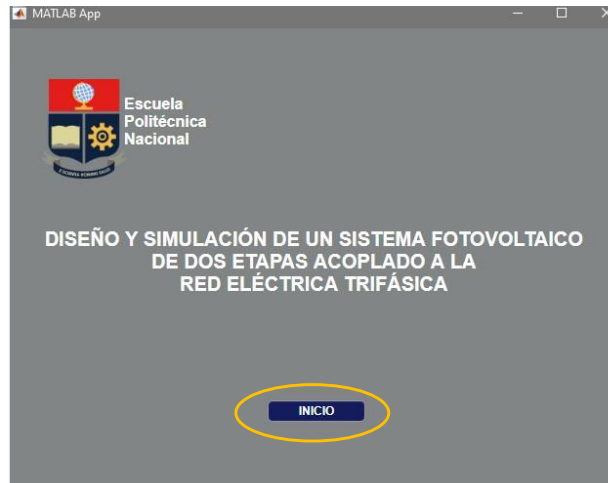 MATLAB App
Escuela
Politécnica
Nacional
DISEÑO Y SIMULACIÓN DE UN SISTEMA FOTOVOLTAICO
DE DOS ETAPAS ACOPLADO A LA
RED ELÉCTRICA TRIFÁSICA
INICIO